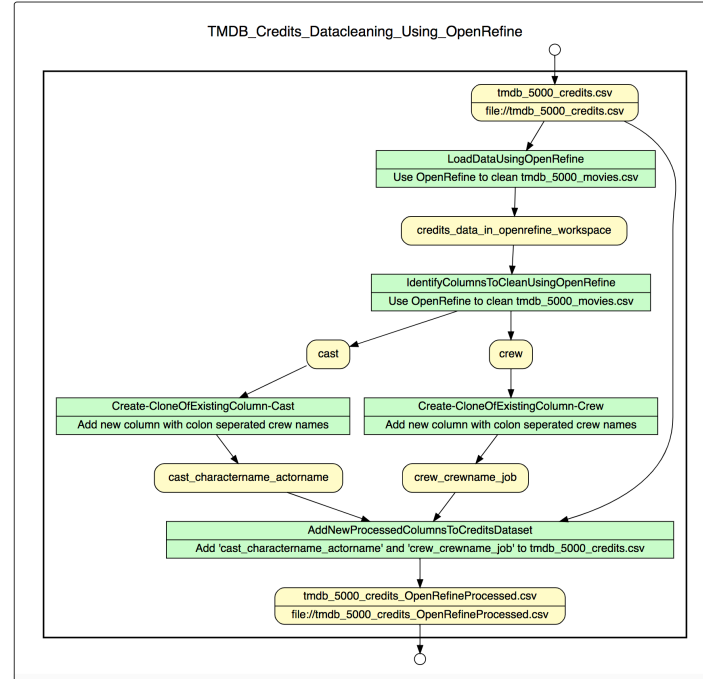 TMDB_Credits_Datacleaning_Using_OpenRefine
tmdb_5000_credits.csv
file://tmdb_5000_credits.csv
LoadDataUsingOpenRefine
Use OpenRefine to clean tmdb_5000_movies.csv
credits_data_in_openrefine_workspace
IdentifyColumnsToCleanUsingOpenRefine
Use OpenRefine to clean tmdb_5000_movies.csv
cast
crew
Create-CloneOfExistingColumn-Cast
Add new column with colon seperated crew names
Create-CloneOfExistingColumn-Crew
Add new column with colon seperated crew names
cast_charactername_actorname
crew_crewname_job
AddNewProcessedColumnsToCreditsDataset
Add 'cast_charactername_actorname' and 'crew_crewname_job' to tmdb_5000_credits.csv
tmdb_5000_credits_OpenRefineProcessed.csv
file://tmdb_5000_credits_OpenRefineProcessed.csv